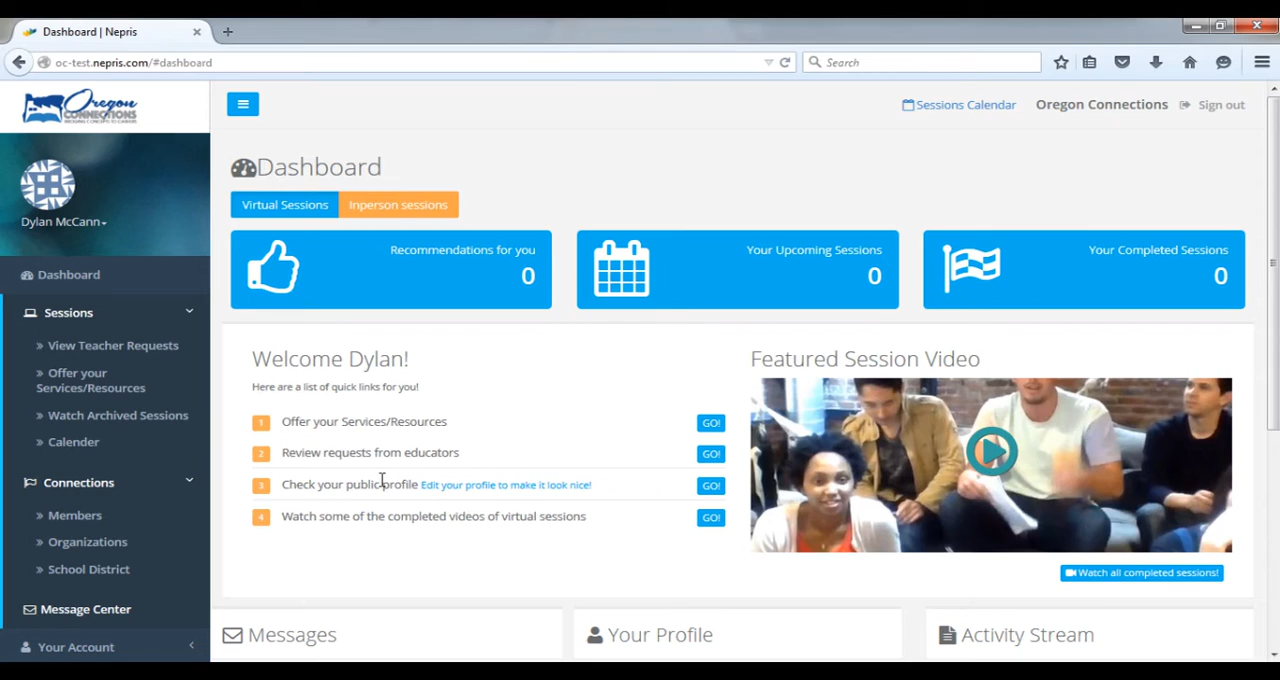 Dashboard | Nepris
oc-test.nepris.com/#dashboard
Search
Oregon
CONNECTIONS
Sessions Calendar
Oregon Connections
Sign out
Dylan McCann
Dashboard
Virtual Sessions
Inperson sessions
Recommendations for you
0
Your Upcoming Sessions
0
Your Completed Sessions
0
Dashboard
Sessions
» View Teacher Requests
» Offer your
Services/Resources
» Watch Archived Sessions
» Calender
Connections
» Members
» Organizations
» School District
Message Center
Your Account
Welcome Dylan!
Here are a list of quick links for you!
1 Offer your Services/Resources GO!
2 Review requests from educators GO!
3 Check your public profile Edit your profile to make it look nice! GO!
4 Watch some of the completed videos of virtual sessions GO!
Featured Session Video
Watch all completed sessions!
Messages
Your Profile
Activity Stream